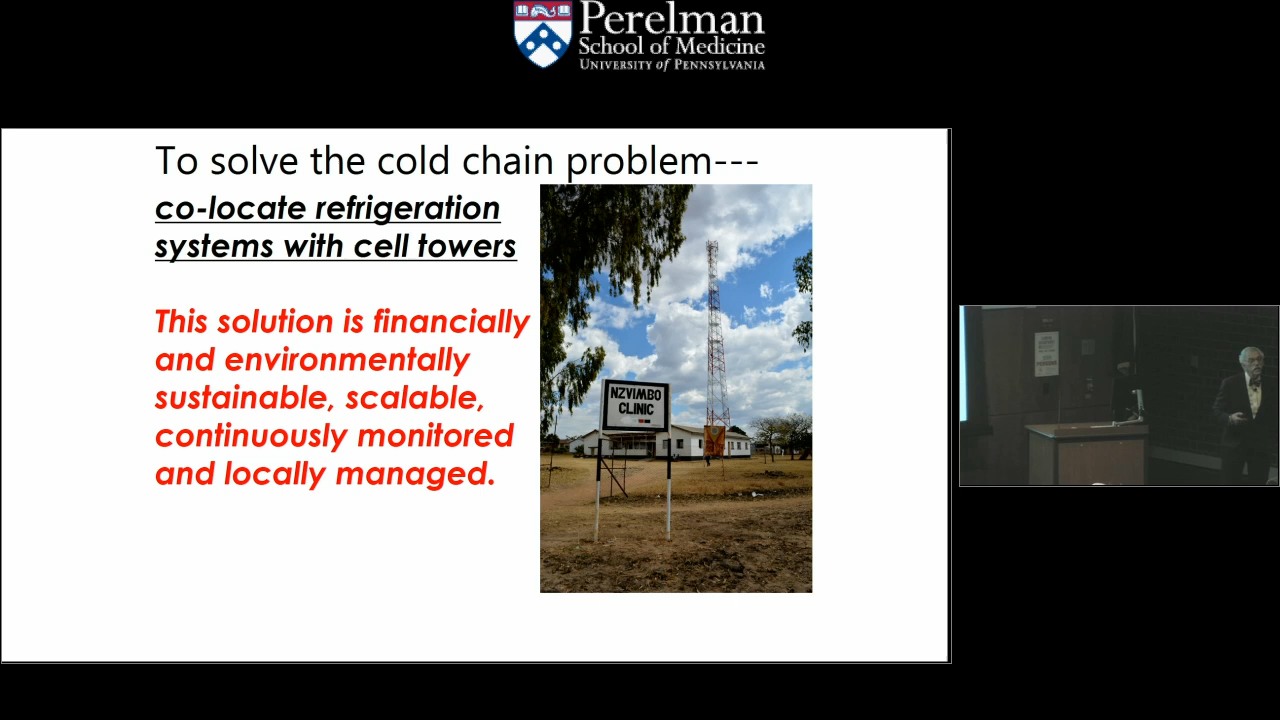 Perelman
School of Medicine
UNIVERSITY of PENNSYLVANIA
To solve the cold chain problem---
co-locate refrigeration
systems with cell towers
This solution is financially
and environmentally
sustainable, scalable,
continuously monitored
and locally managed.
NZVIMBO
CLINIC